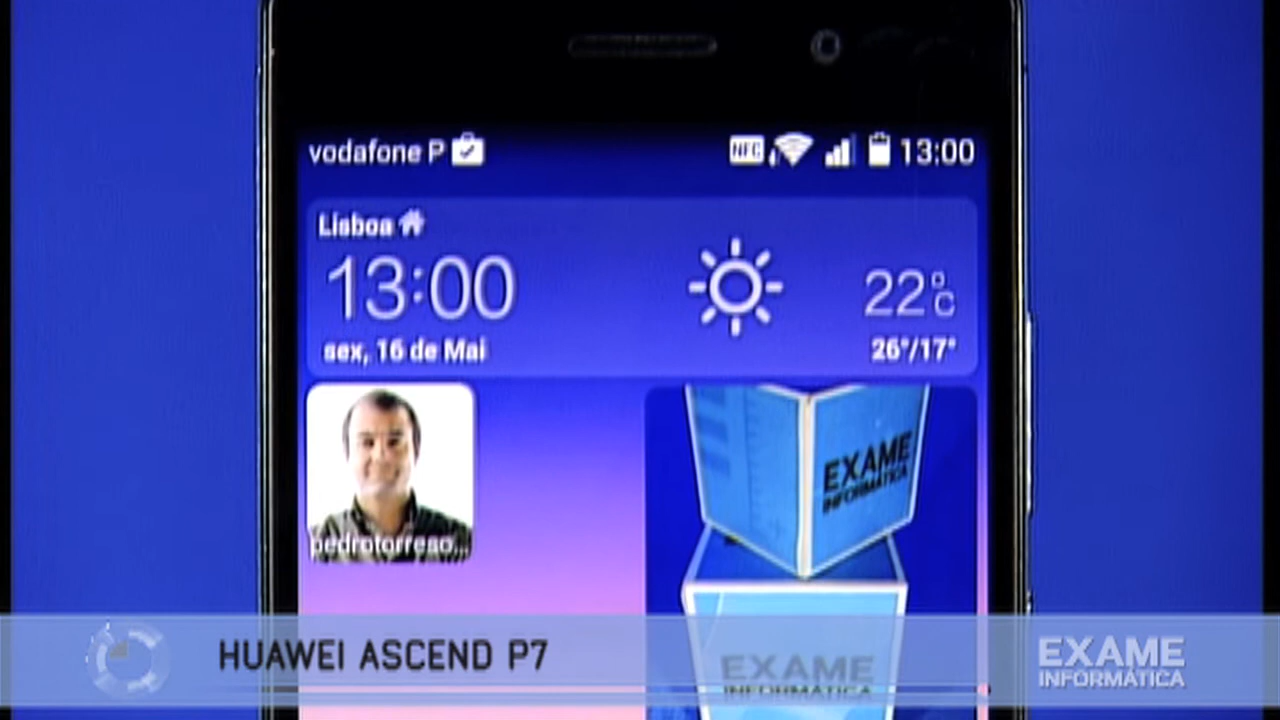 vodafone P
NFC 13:00
Lisboa
13:00
22°C
sex, 16 de Mai
26°/17°
EXAME
INFORMÁTICA
pedrotorreso...
HUAWEI ASCEND P7
EXAME
INFORMÁTICA
EXAME
INFORMÁTICA